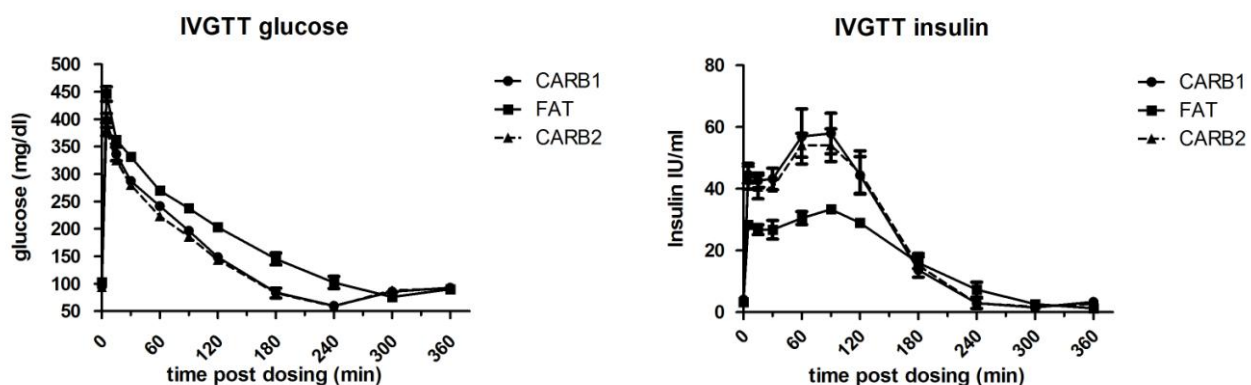 IVGTT glucose
glucose (mg/dl)
500
450
400
350
300
250
200
150
100
50
0
60
120
180
240
300
360
time post dosing (min)
CARB1
FAT
CARB2
IVGTT insulin
Insulin IU/ml
80
60
40
20
0
0
60
120
180
240
300
360
time post dosing (min)
CARB1
FAT
CARB2